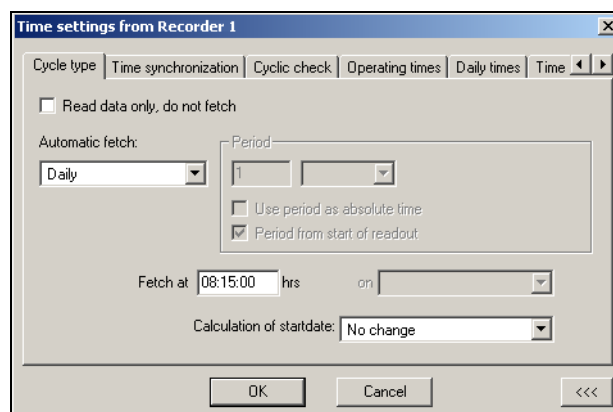 Time settings from Recorder 1
Cycle type Time synchronization Cyclic check Operating times Daily times Time
Read data only, do not fetch
Automatic fetch: Period
Daily 1
Use period as absolute time
Period from start of readout
Fetch at 08:15:00 hrs on
Calculation of startdate: No change
OK Cancel <<<